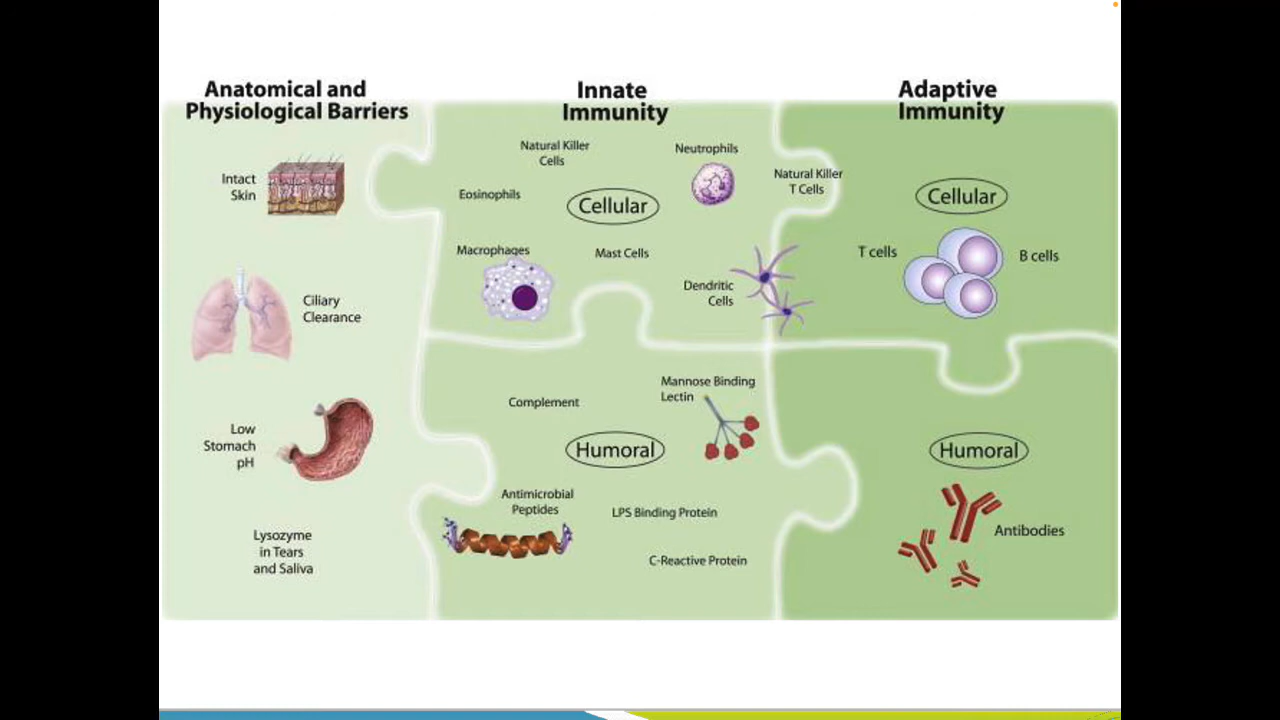 Anatomical and
Physiological Barriers
Intact
Skin
Ciliary
Clearance
Low
Stomach
pH
Lysozyme
in Tears
and Saliva
Innate
Immunity
Natural Killer
Cells
Neutrophils
Eosinophils
Cellular
Macrophages
Mast Cells
Dendritic
Cells
Natural Killer
T Cells
Complement
Mannose Binding
Lectin
Humoral
Antimicrobial
Peptides
LPS Binding Protein
C-Reactive Protein
Adaptive
Immunity
Cellular
T cells
B cells
Humoral
Antibodies